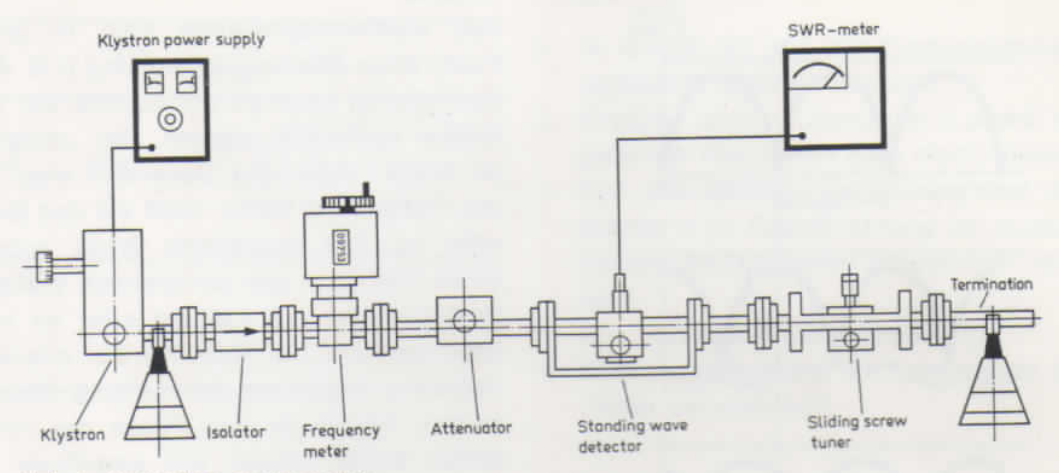 Klystron power supply
SWR-meter
09713
Termination
Klystron
Isolator
Frequency
meter
Attenuator
Standing wave
detector
Sliding screw
tuner